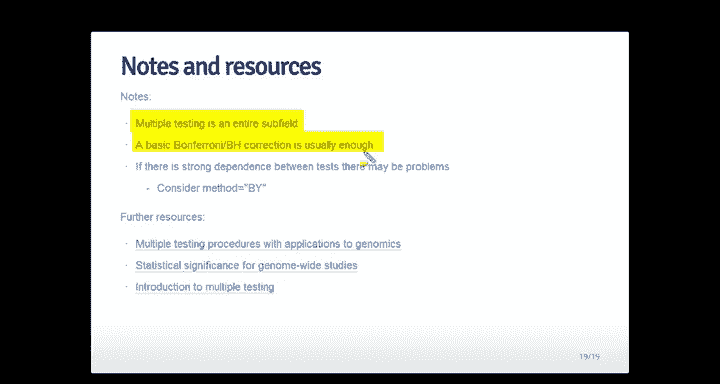 Notes and resources
Notes:
· Multiple testing is an entire subfield
· A basic Bonferroni/BH correction is usually enough
· If there is strong dependence between tests there may be problems
- Consider method="BY"
Further resources:
· Multiple testing procedures with applications to genomics
· Statistical significance for genome-wide studies
· Introduction to multiple testing
19/19